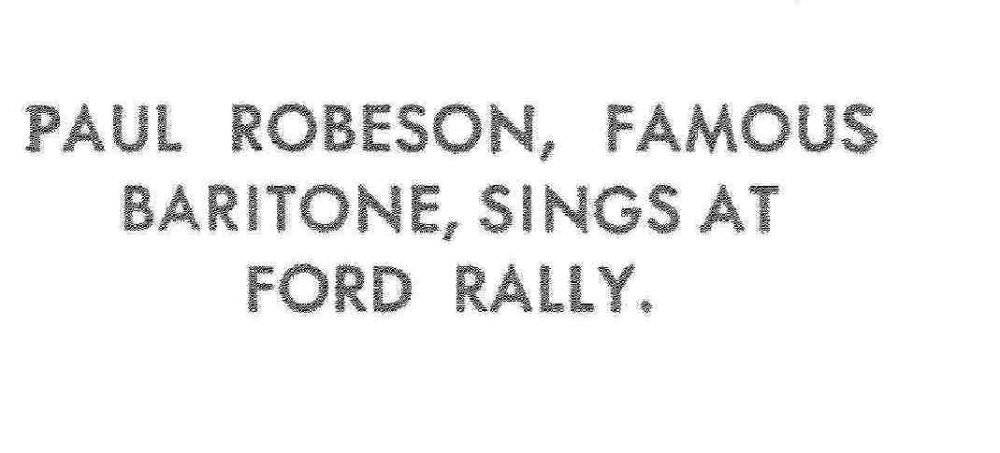 PAUL ROBESON, FAMOUS
BARITONE, SINGS AT
FORD RALLY.